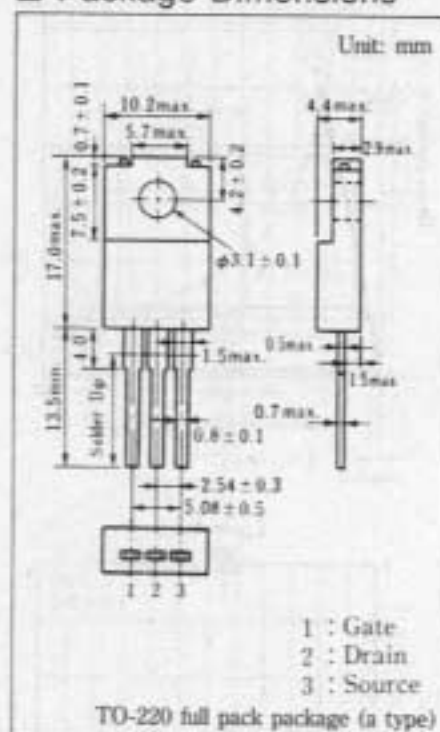 ■ Package Dimensions
Unit: mm
10.2max.
5.7max.
0.7±0.1
7.5±0.2
17.0max.
4.2±0.2
φ3.1±0.1
4.4max.
2.9max.
13.5min.
4.0
Solder Dip
1.5max.
0.8±0.1
2.54±0.3
5.08±0.5
0.5max.
1.5max.
0.7max.
1 2 3
1 : Gate
2 : Drain
3 : Source
TO-220 full pack package (a type)